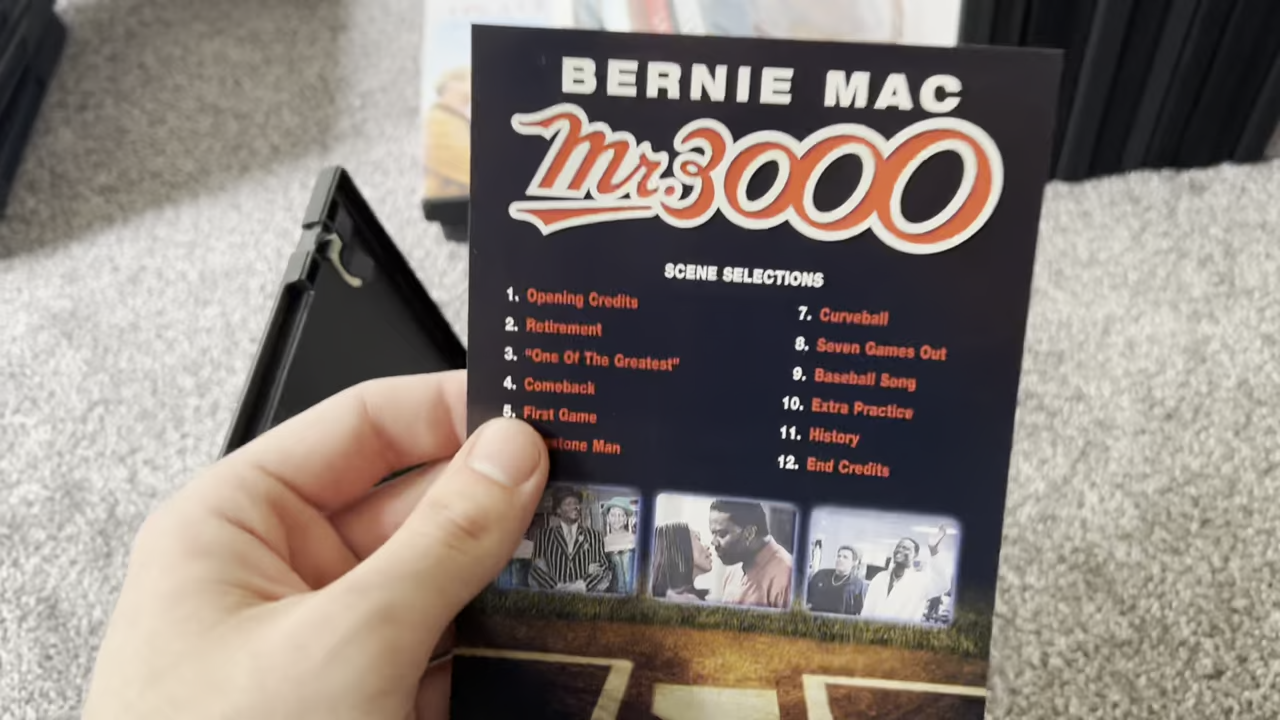 BERNIE MAC
Mr. 3000
SCENE SELECTIONS
1. Opening Credits
2. Retirement
3. "One Of The Greatest"
4. Comeback
5. First Game
Man
7. Curveball
8. Seven Games Out
9. Baseball Song
10. Extra Practice
11. History
12. End Credits